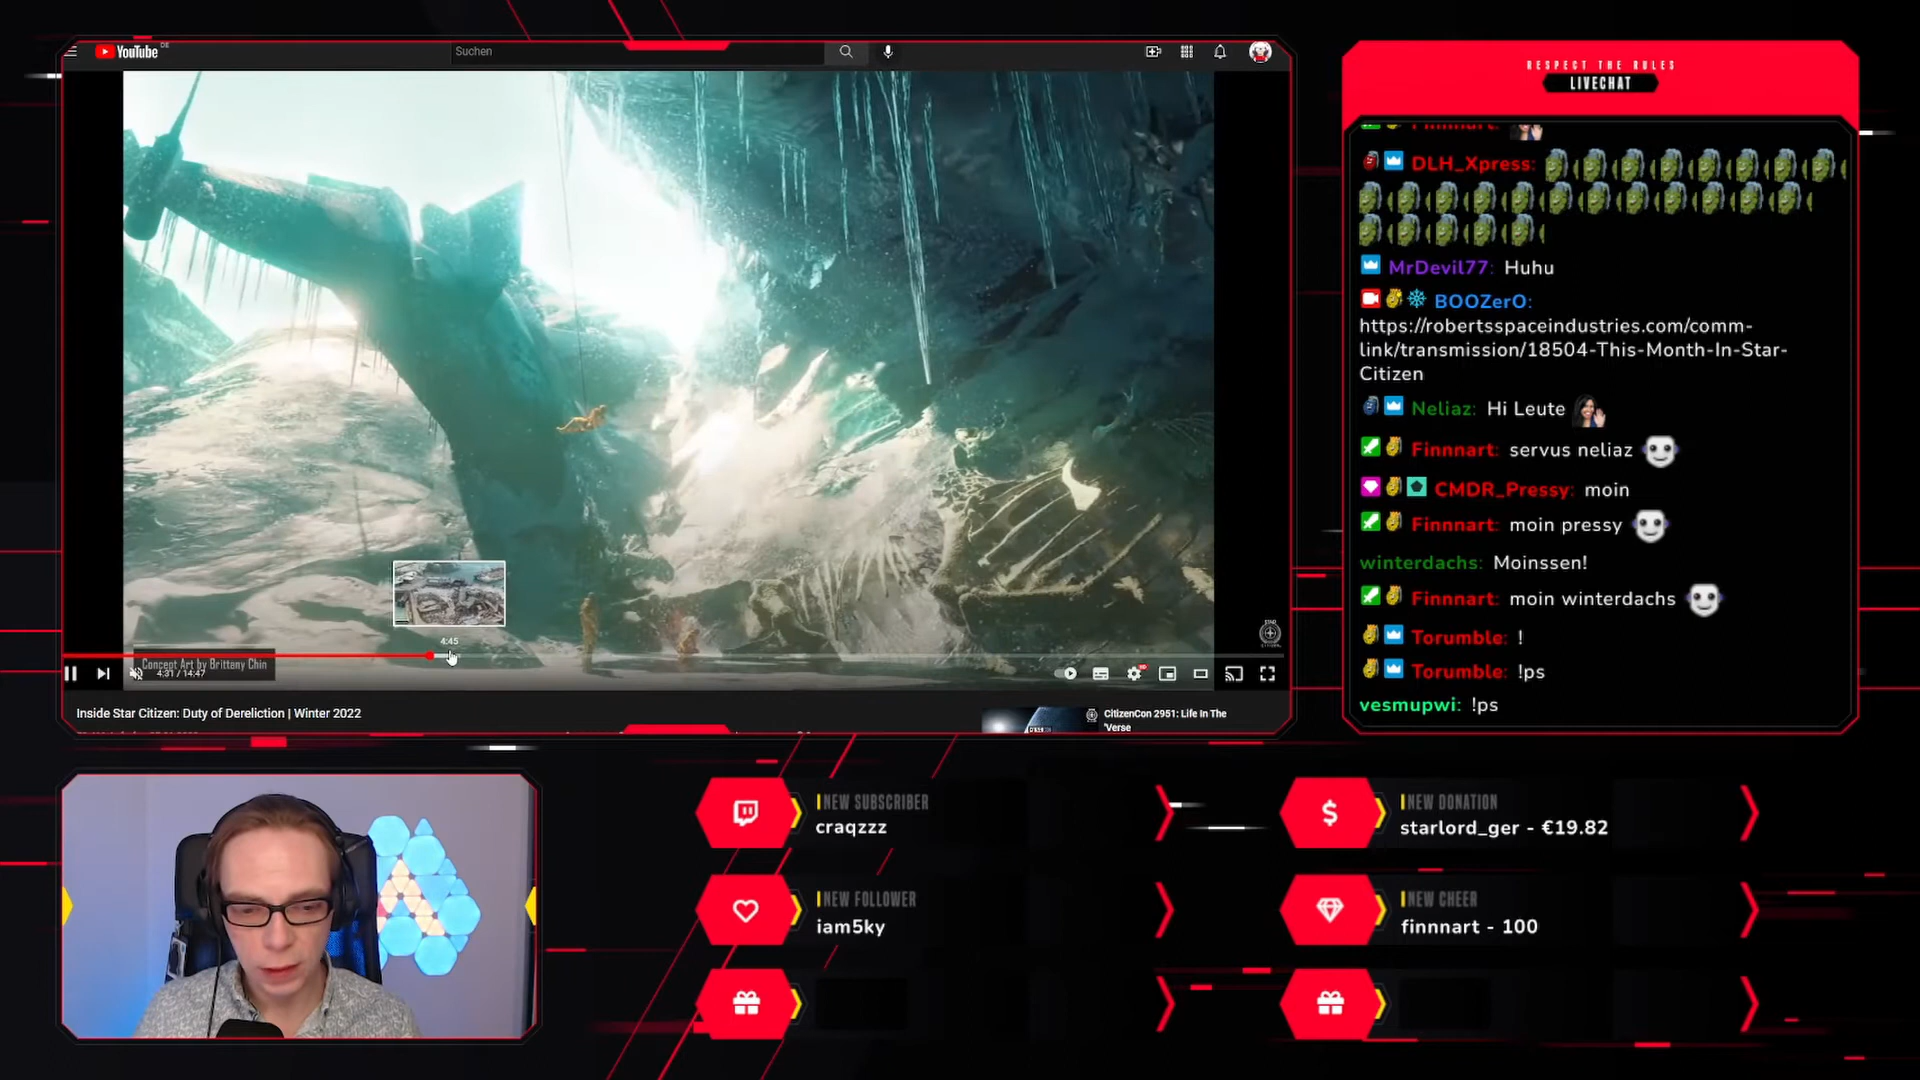 YouTube DE
Suchen
Concept Art by Brittany Chin
4:45
4:31 / 14:47
Inside Star Citizen: Duty of Dereliction | Winter 2022
CitizenCon 2951: Life In The
'Verse
RESPECT THE RULES
LIVECHAT
Finnnart:
DLH_Xpress:
MrDevil77: Huhu
BOOZerO:
https://robertsspaceindustries.com/comm-
link/transmission/18504-This-Month-In-Star-
Citizen
Neliaz: Hi Leute
Finnnart: servus neliaz
CMDR_Pressy: moin
Finnnart: moin pressy
winterdachs: Moinssen!
Finnnart: moin winterdachs
Torumble: !
Torumble: !ps
vesmupwi: !ps
NEW SUBSCRIBER
craqzzz
NEW DONATION
starlord_ger - €19.82
NEW FOLLOWER
iam5ky
NEW CHEER
finnnart - 100